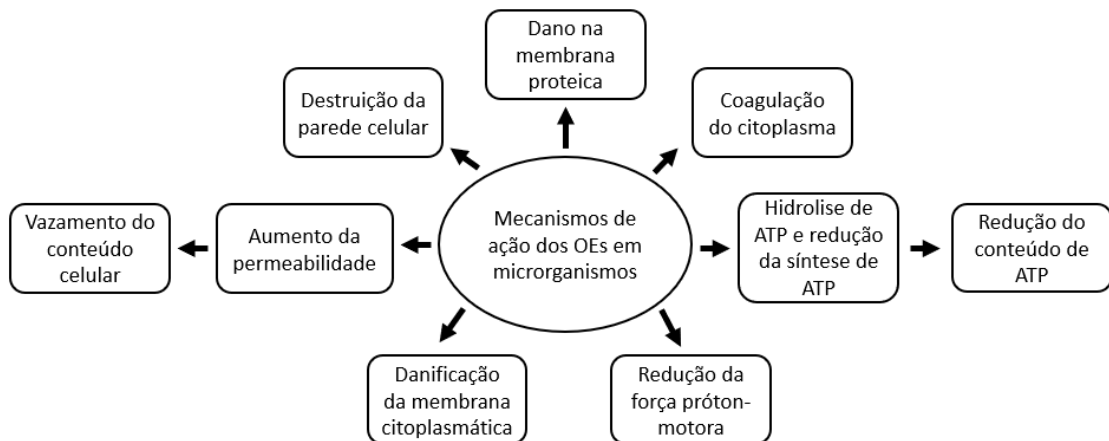 Dano na
membrana
proteica
Destruição da
parede celular
Coagulação
do citoplasma
Vazamento do
conteúdo
celular
Aumento da
permeabilidade
Mecanismos de
ação dos OEs em
microrganismos
Hidrolise de
ATP e redução
da síntese de
ATP
Redução do
conteúdo de
ATP
Danificação
da membrana
citoplasmática
Redução da
força próton-
motora